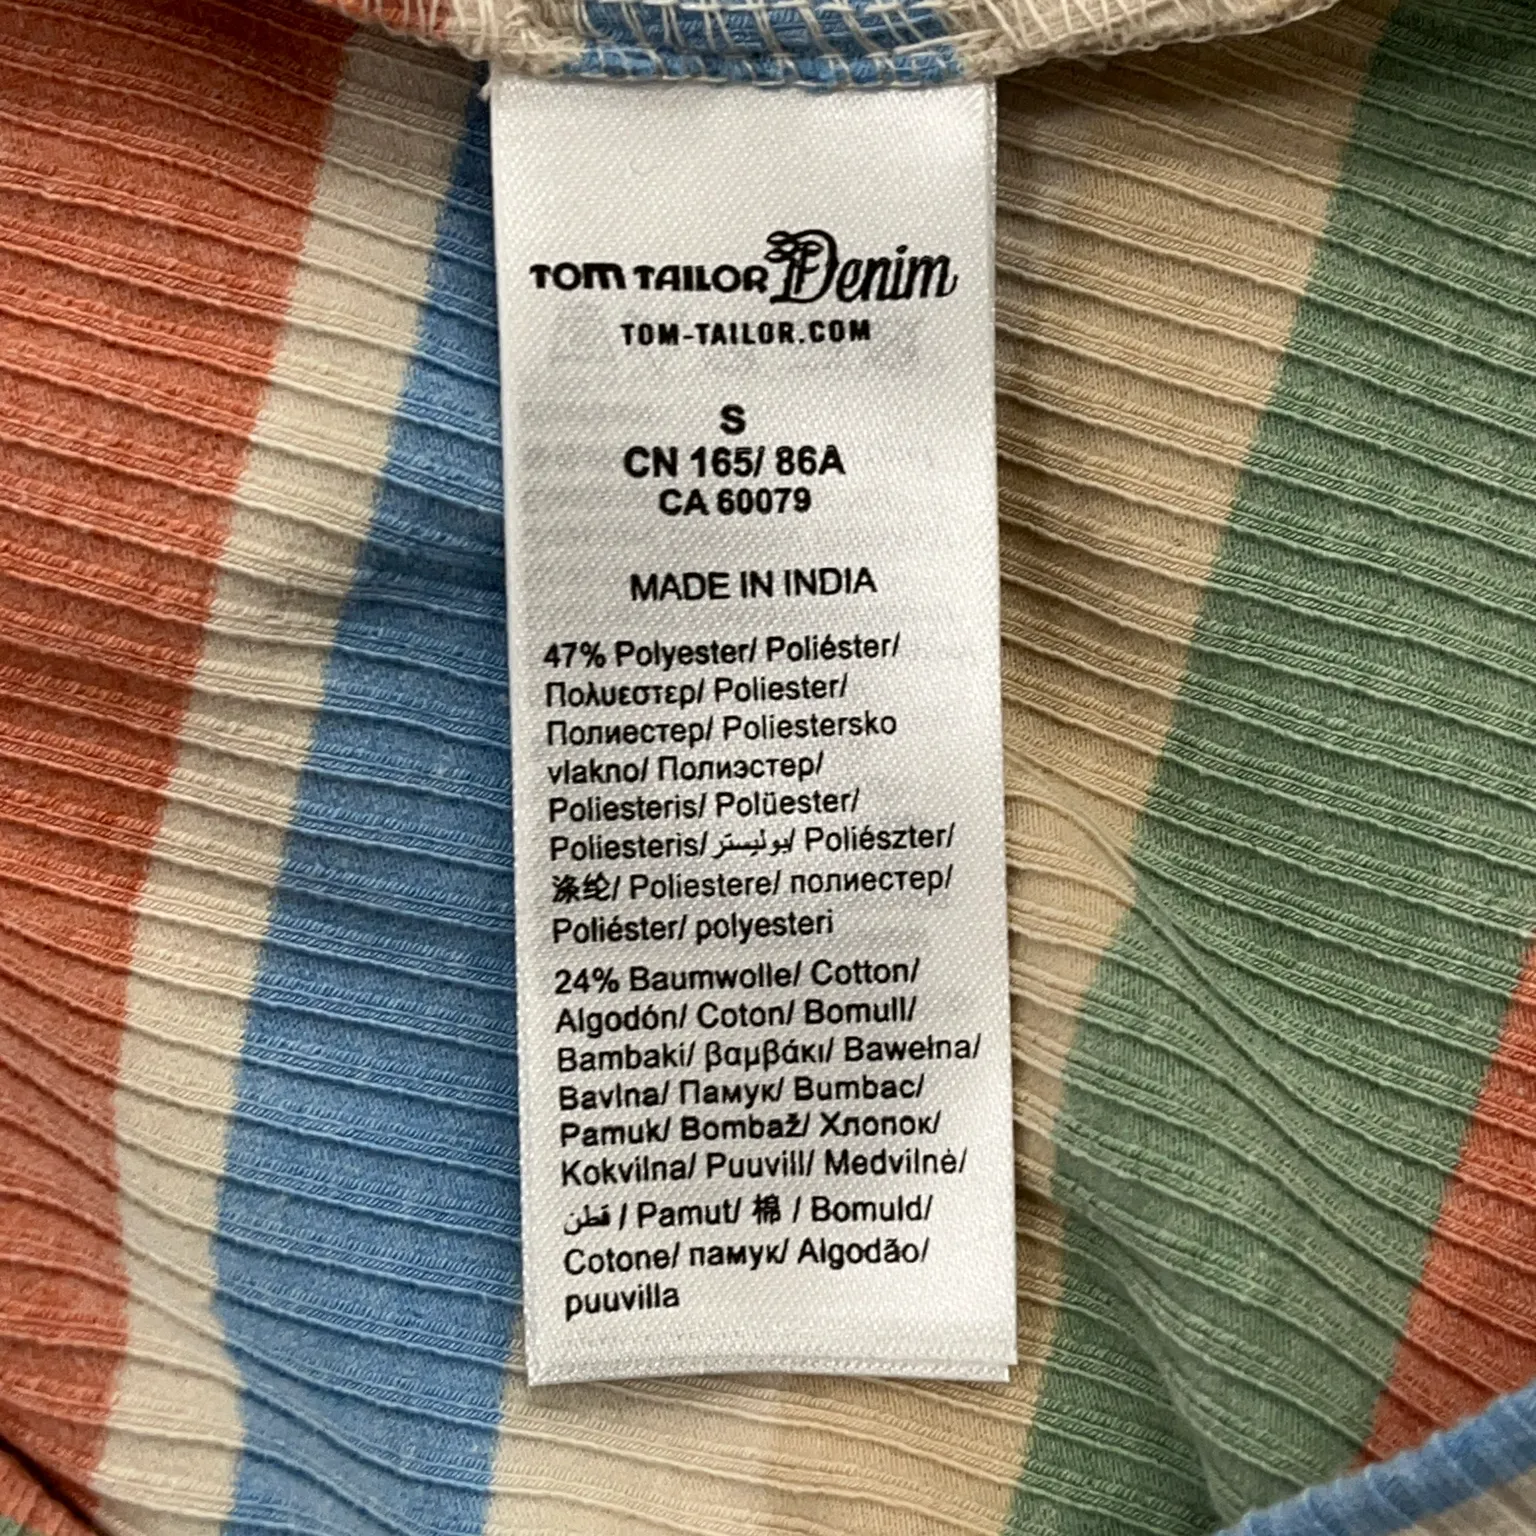 TOM TAILOR Denim
TOM-TAILOR.COM
S
CN 165/ 86A
CA 60079
MADE IN INDIA
47% Polyester/ Poliéster/
Πολυεστερ/ Poliester/
Полиестер/ Poliestersko
vlakno/ Полиэстер/
Poliesteris/ Polüester/
Poliesteris/ بوليستر/ Poliészter/
涤纶/ Poliestere/ полиестер/
Poliéster/ polyesteri
24% Baumwolle/ Cotton/
Algodón/ Coton/ Bomull/
Bambaki/ βαμβάκι/ Bawełna/
Bavlna/ Памук/ Bumbac/
Pamuk/ Bombaž/ Хлопок/
Kokvilna/ Puuvill/ Medvilnė/
قطن / Pamut/ 棉 / Bomuld/
Cotone/ памук/ Algodão/
puuvilla